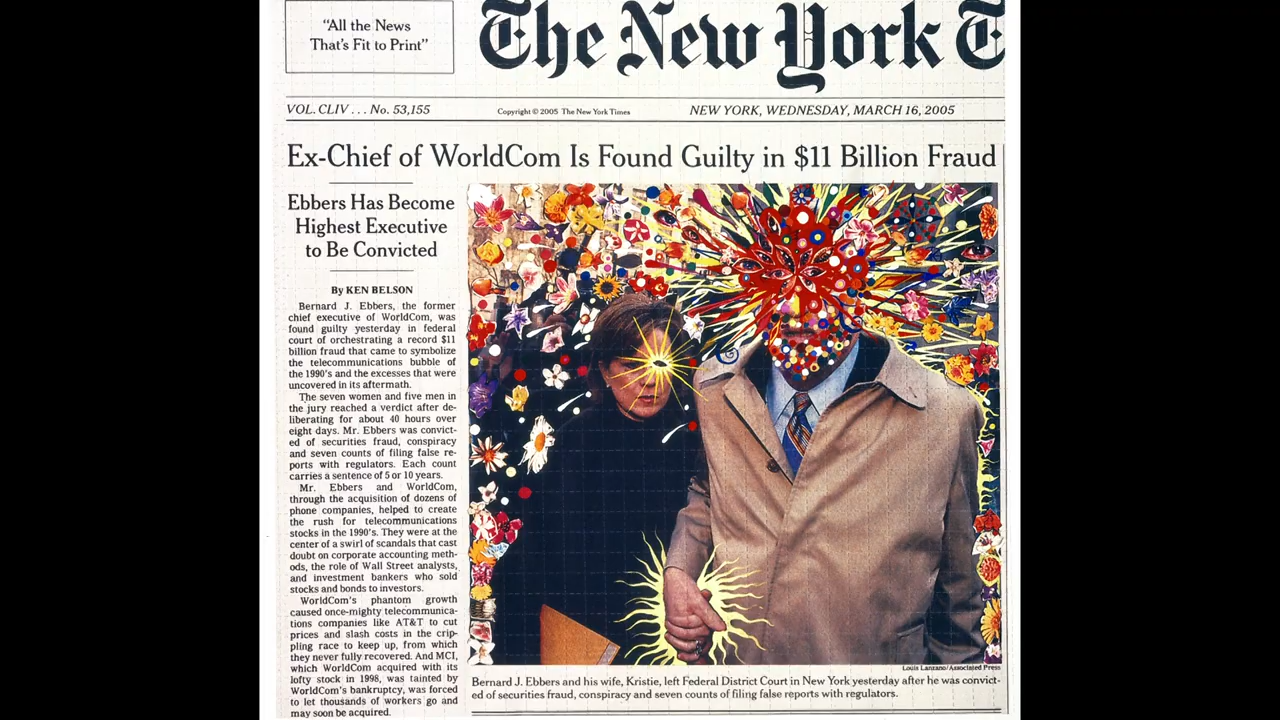 “All the News
That’s Fit to Print”
The New York T
VOL. CLIV . . . No. 53,155
Copyright © 2005 The New York Times
NEW YORK, WEDNESDAY, MARCH 16, 2005
Ex-Chief of WorldCom Is Found Guilty in $11 Billion Fraud
Ebbers Has Become
Highest Executive
to Be Convicted
By KEN BELSON
Bernard J. Ebbers, the former
chief executive of WorldCom, was
found guilty yesterday in federal
court of orchestrating a record $11
billion fraud that came to symbolize
the telecommunications bubble of
the 1990’s and the excesses that were
uncovered in its aftermath.
The seven women and five men in
the jury reached a verdict after de-
liberating for about 40 hours over
eight days. Mr. Ebbers was convict-
ed of securities fraud, conspiracy
and seven counts of filing false re-
ports with regulators. Each count
carries a sentence of 5 or 10 years.
Mr. Ebbers and WorldCom,
through the acquisition of dozens of
phone companies, helped to create
the rush for telecommunications
stocks in the 1990’s. They were at the
center of a swirl of scandals that cast
doubt on corporate accounting meth-
ods, the role of Wall Street analysts,
and investment bankers who sold
stocks and bonds to investors.
WorldCom’s phantom growth
caused once-mighty telecommunica-
tions companies like AT&T to cut
prices and slash costs in the crip-
pling race to keep up, from which
they never fully recovered. And MCI,
which WorldCom acquired with its
lofty stock in 1998, was tainted by
WorldCom’s bankruptcy, was forced
to let thousands of workers go and
may soon be acquired.
Louis Lanzano/Associated Press
Bernard J. Ebbers and his wife, Kristie, left Federal District Court in New York yesterday after he was convict-
ed of securities fraud, conspiracy and seven counts of filing false reports with regulators.